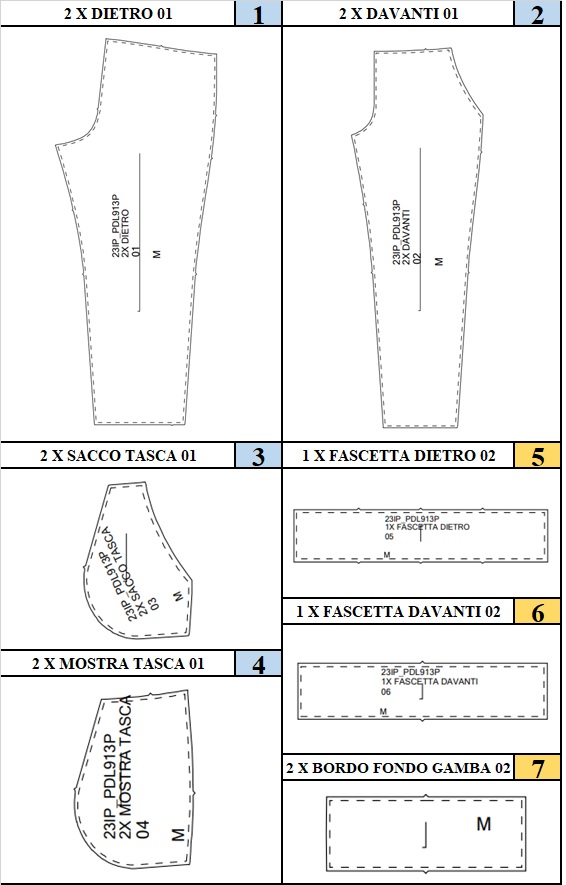 2 X DIETRO 01
1
23IP_PDL913P
2X DIETRO
01
M
2 X DAVANTI 01
2
23IP_PDL913P
2X DAVANTI
02
M
2 X SACCO TASCA 01
3
23IP_PDL913P
2X SACCO TASCA
03
M
2 X MOSTRA TASCA 01
4
23IP_PDL913P
2X MOSTRA TASCA
04
M
1 X FASCETTA DIETRO 02
5
23IP_PDL913P
1X FASCETTA DIETRO
05
M
1 X FASCETTA DAVANTI 02
6
23IP_PDL913P
1X FASCETTA DAVANTI
06
M
2 X BORDO FONDO GAMBA 02
7
M